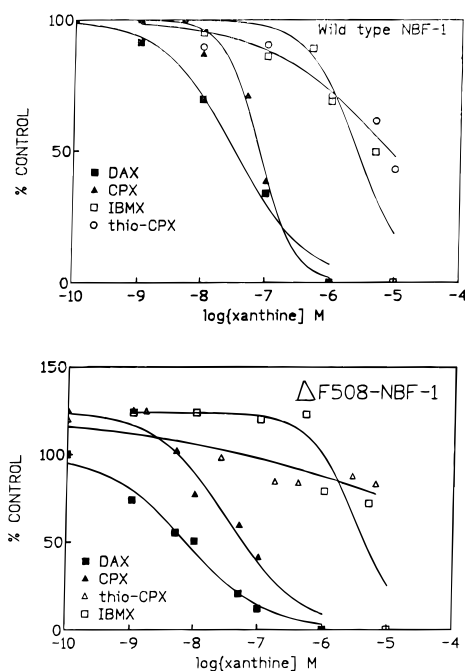 Wild type NBF-1
100
50
0
% CONTROL
■ DAX
▲ CPX
□ IBMX
○ thio-CPX
-10 -9 -8 -7 -6 -5 -4
log{xanthine] M
△F508-NBF-1
150
100
50
0
% CONTROL
■ DAX
▲ CPX
△ thio-CPX
□ IBMX
-10 -9 -8 -7 -6 -5 -4
log{xanthine] M